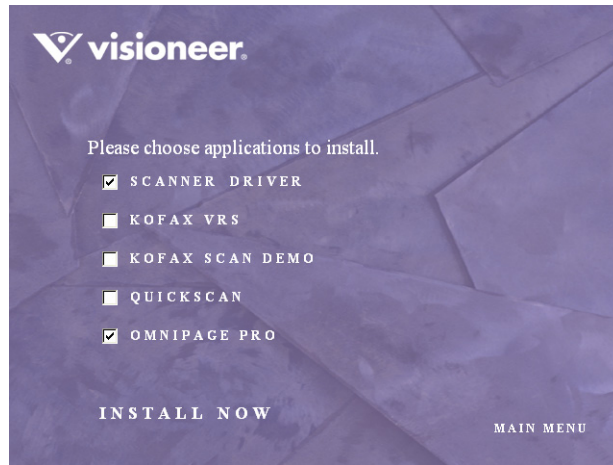 visioneer®
Please choose applications to install.
SCANNER DRIVER
KOFAX VRS
KOFAX SCAN DEMO
QUICKSCAN
OMNIPAGE PRO
INSTALL NOW
MAIN MENU